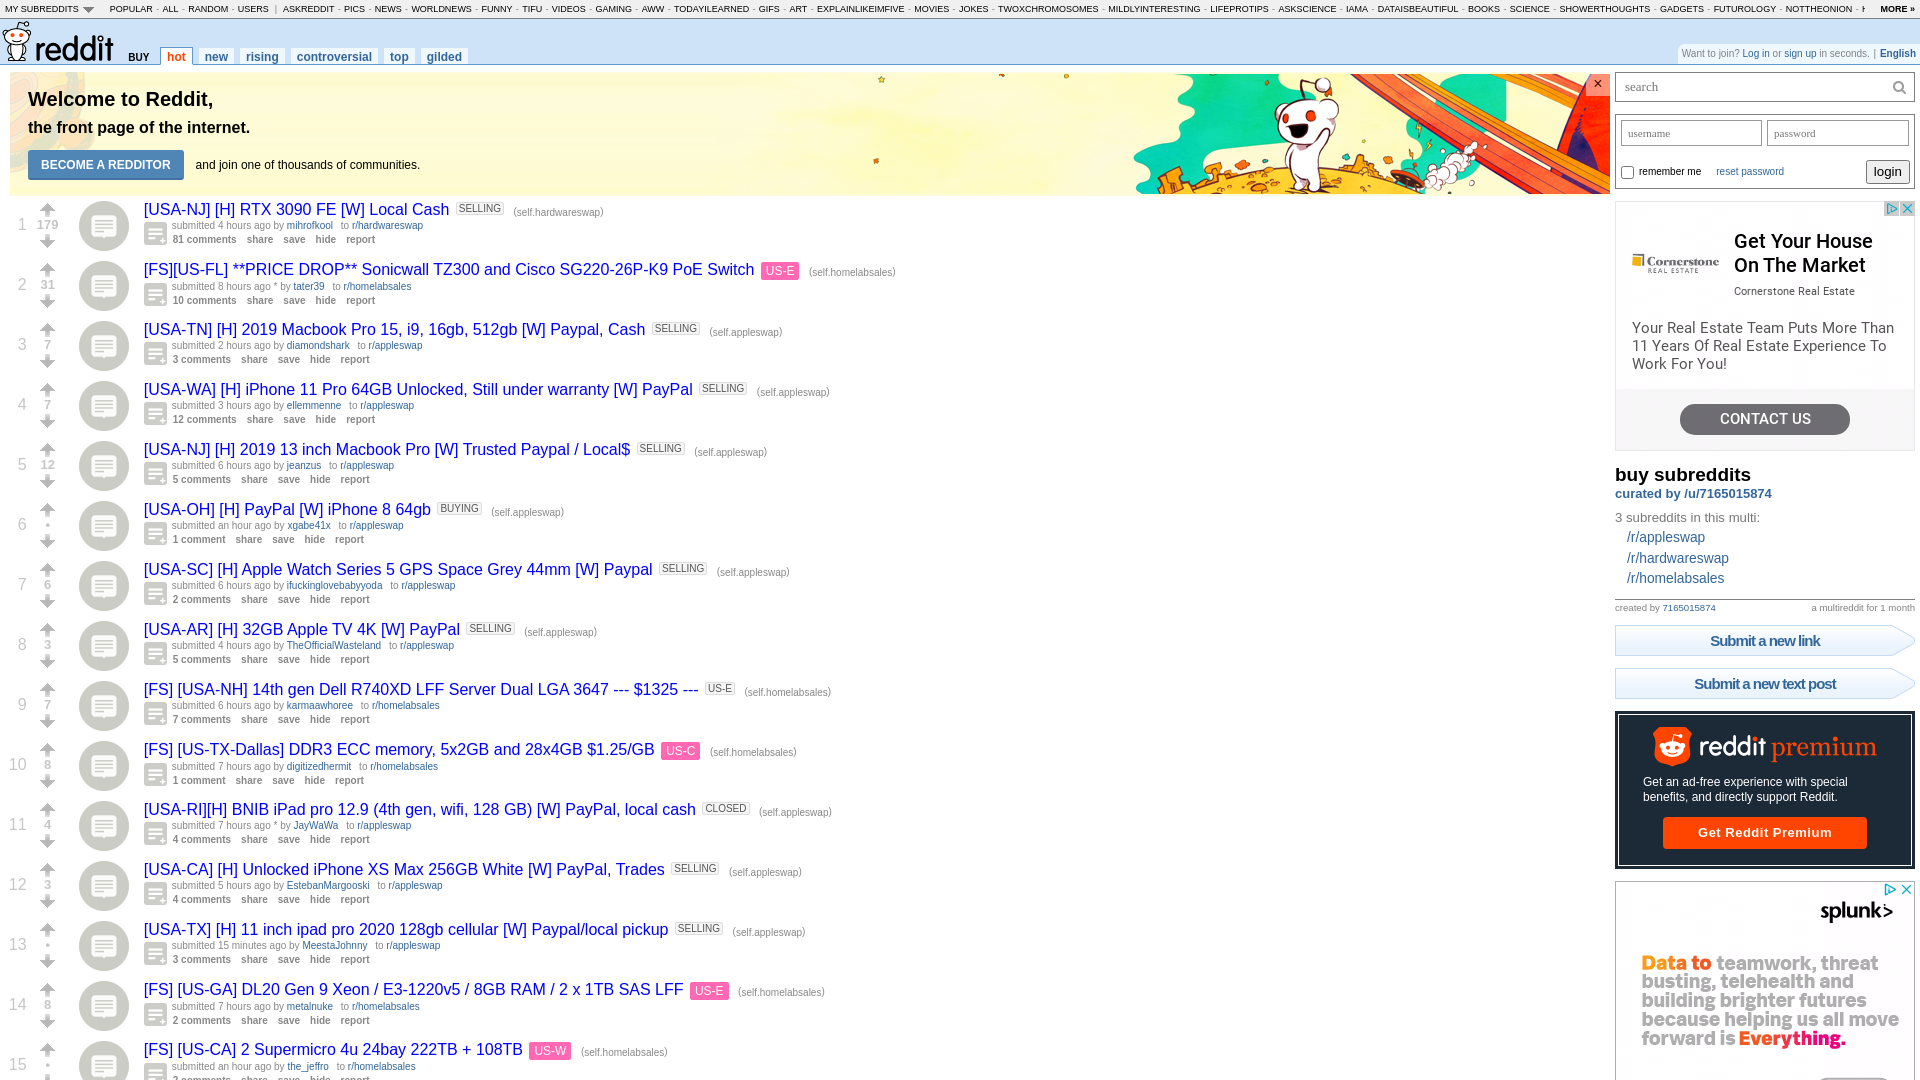 MY SUBREDDITS POPULAR - ALL - RANDOM - USERS | ASKREDDIT - PICS - NEWS - WORLDNEWS - FUNNY - TIFU - VIDEOS - GAMING - AWW - TODAYILEARNED - GIFS - ART - EXPLAINLIKEIMFIVE - MOVIES - JOKES - TWOXCHROMOSOMES - MILDLYINTERESTING - LIFEPROTIPS - ASKSCIENCE - IAMA - DATAISBEAUTIFUL - BOOKS - SCIENCE - SHOWERTHOUGHTS - GADGETS - FUTUROLOGY - NOTTHEONION - MORE »
reddit BUY hot new rising controversial top gilded
Want to join? Log in or sign up in seconds. | English
Welcome to Reddit,
the front page of the internet.
BECOME A REDDITOR and join one of thousands of communities.
×
1 179
[USA-NJ] [H] RTX 3090 FE [W] Local Cash SELLING (self.hardwareswap)
submitted 4 hours ago by mihrofkool to r/hardwareswap
81 comments share save hide report
2 31
[FS][US-FL] **PRICE DROP** Sonicwall TZ300 and Cisco SG220-26P-K9 PoE Switch US-E (self.homelabsales)
submitted 8 hours ago * by tater39 to r/homelabsales
10 comments share save hide report
3 7
[USA-TN] [H] 2019 Macbook Pro 15, i9, 16gb, 512gb [W] Paypal, Cash SELLING (self.appleswap)
submitted 2 hours ago by diamondshark to r/appleswap
3 comments share save hide report
4 7
[USA-WA] [H] iPhone 11 Pro 64GB Unlocked, Still under warranty [W] PayPal SELLING (self.appleswap)
submitted 3 hours ago by ellemmenne to r/appleswap
12 comments share save hide report
5 12
[USA-NJ] [H] 2019 13 inch Macbook Pro [W] Trusted Paypal / Local$ SELLING (self.appleswap)
submitted 6 hours ago by jeanzus to r/appleswap
5 comments share save hide report
6 •
[USA-OH] [H] PayPal [W] iPhone 8 64gb BUYING (self.appleswap)
submitted an hour ago by xgabe41x to r/appleswap
1 comment share save hide report
7 6
[USA-SC] [H] Apple Watch Series 5 GPS Space Grey 44mm [W] Paypal SELLING (self.appleswap)
submitted 6 hours ago by ifuckinglovebabyyoda to r/appleswap
2 comments share save hide report
8 3
[USA-AR] [H] 32GB Apple TV 4K [W] PayPal SELLING (self.appleswap)
submitted 4 hours ago by TheOfficialWasteland to r/appleswap
5 comments share save hide report
9 7
[FS] [USA-NH] 14th gen Dell R740XD LFF Server Dual LGA 3647 --- $1325 --- US-E (self.homelabsales)
submitted 6 hours ago by karmaawhoree to r/homelabsales
7 comments share save hide report
10 8
[FS] [US-TX-Dallas] DDR3 ECC memory, 5x2GB and 28x4GB $1.25/GB US-C (self.homelabsales)
submitted 7 hours ago by digitizedhermit to r/homelabsales
1 comment share save hide report
11 4
[USA-RI][H] BNIB iPad pro 12.9 (4th gen, wifi, 128 GB) [W] PayPal, local cash CLOSED (self.appleswap)
submitted 7 hours ago * by JayWaWa to r/appleswap
4 comments share save hide report
12 3
[USA-CA] [H] Unlocked iPhone XS Max 256GB White [W] PayPal, Trades SELLING (self.appleswap)
submitted 5 hours ago by EstebanMargooski to r/appleswap
4 comments share save hide report
13 •
[USA-TX] [H] 11 inch ipad pro 2020 128gb cellular [W] Paypal/local pickup SELLING (self.appleswap)
submitted 15 minutes ago by MeestaJohnny to r/appleswap
3 comments share save hide report
14 8
[FS] [US-GA] DL20 Gen 9 Xeon / E3-1220v5 / 8GB RAM / 2 x 1TB SAS LFF US-E (self.homelabsales)
submitted 7 hours ago by metalnuke to r/homelabsales
2 comments share save hide report
15 •
[FS] [US-CA] 2 Supermicro 4u 24bay 222TB + 108TB US-W (self.homelabsales)
submitted an hour ago by the_jeffro to r/homelabsales
2 comments share save hide report
search
username password
remember me reset password login
Cornerstone
REAL ESTATE
Get Your House
On The Market
Cornerstone Real Estate
Your Real Estate Team Puts More Than
11 Years Of Real Estate Experience To
Work For You!
CONTACT US
buy subreddits
curated by /u/7165015874
3 subreddits in this multi:
/r/appleswap
/r/hardwareswap
/r/homelabsales
created by 7165015874 a multireddit for 1 month
Submit a new link
Submit a new text post
reddit premium
Get an ad-free experience with special
benefits, and directly support Reddit.
Get Reddit Premium
splunk>
Data to teamwork, threat
busting, telehealth and
building brighter futures
because helping us all move
forward is Everything.